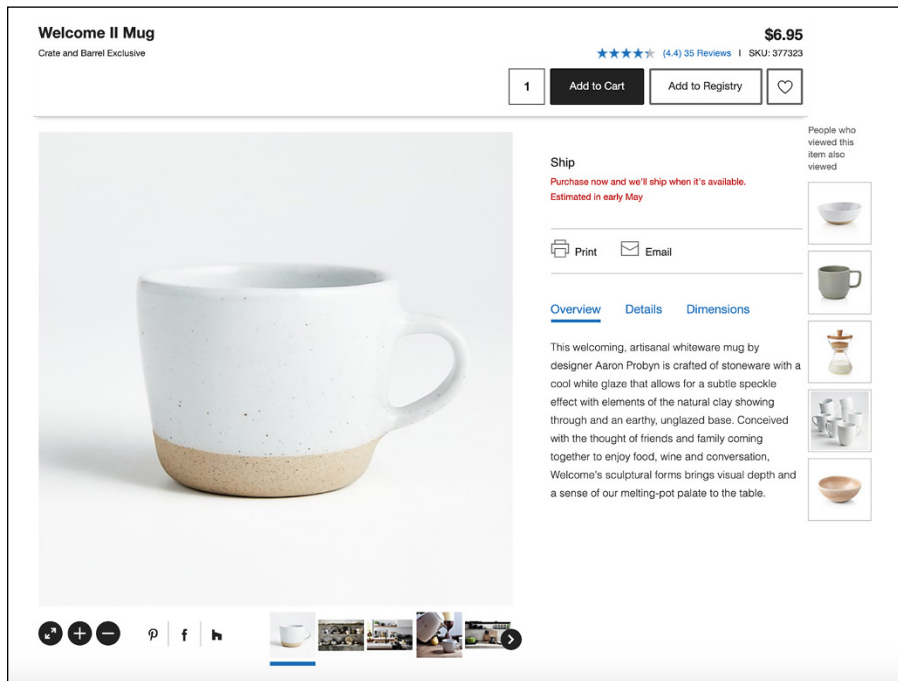 Welcome II Mug
Crate and Barrel Exclusive
$6.95
(4.4) 35 Reviews | SKU: 377323
1
Add to Cart
Add to Registry
People who
viewed this
item also
viewed
Ship
Purchase now and we'll ship when it's available.
Estimated in early May
Print
Email
Overview
Details
Dimensions
This welcoming, artisanal whiteware mug by
designer Aaron Probyn is crafted of stoneware with a
cool white glaze that allows for a subtle speckle
effect with elements of the natural clay showing
through and an earthy, unglazed base. Conceived
with the thought of friends and family coming
together to enjoy food, wine and conversation,
Welcome's sculptural forms brings visual depth and
a sense of our melting-pot palate to the table.